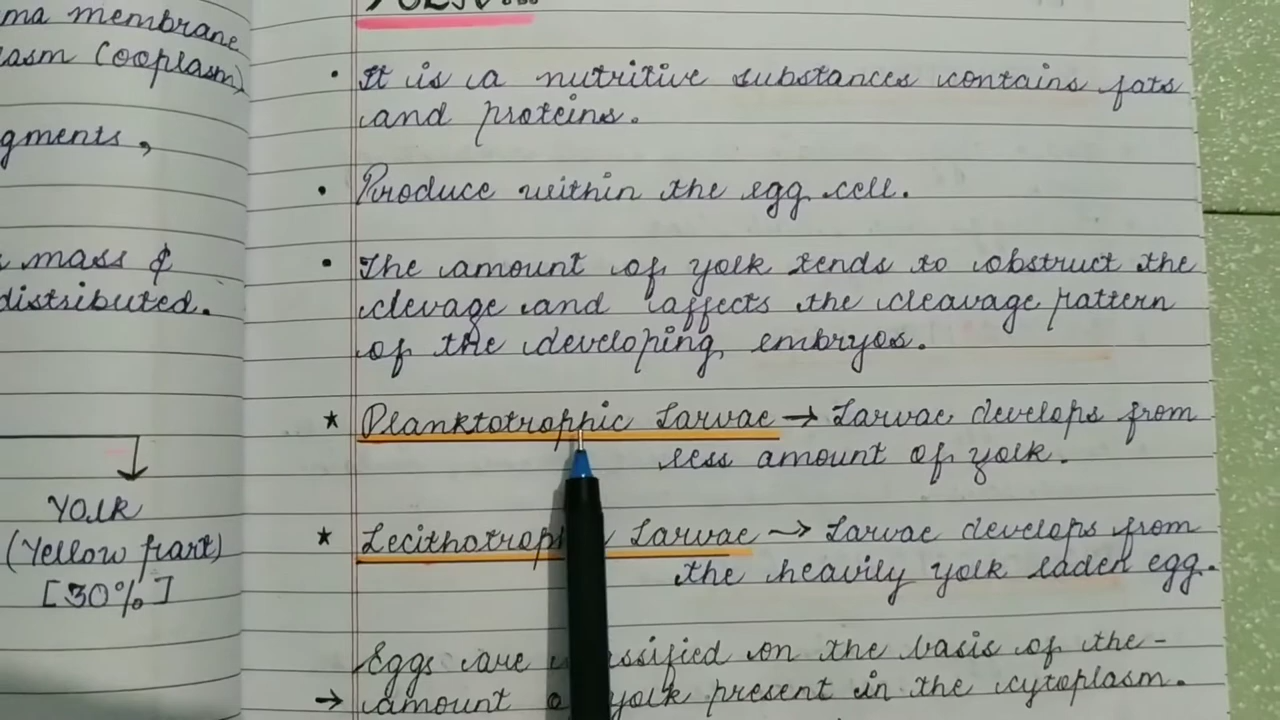 ma membrane
asm (ooplasm)
gments,
mass &
distributed.
Yolk
(Yellow part)
[30%]
• It is a nutritive substances contains fats
and proteins.
• Produce within the egg cell.
• The amount of yolk tends to obstruct the
clevage and affects the cleavage pattern
of the developing embryos.
★ Planktotrophic Larvae → Larvae develops from
less amount of yolk.
★ Lecithotrop Larvae → Larvae develops from
the heavily yolk laden egg.
Eggs are ssified on the basis of the -
→ amount o yolk present in the cytoplasm.